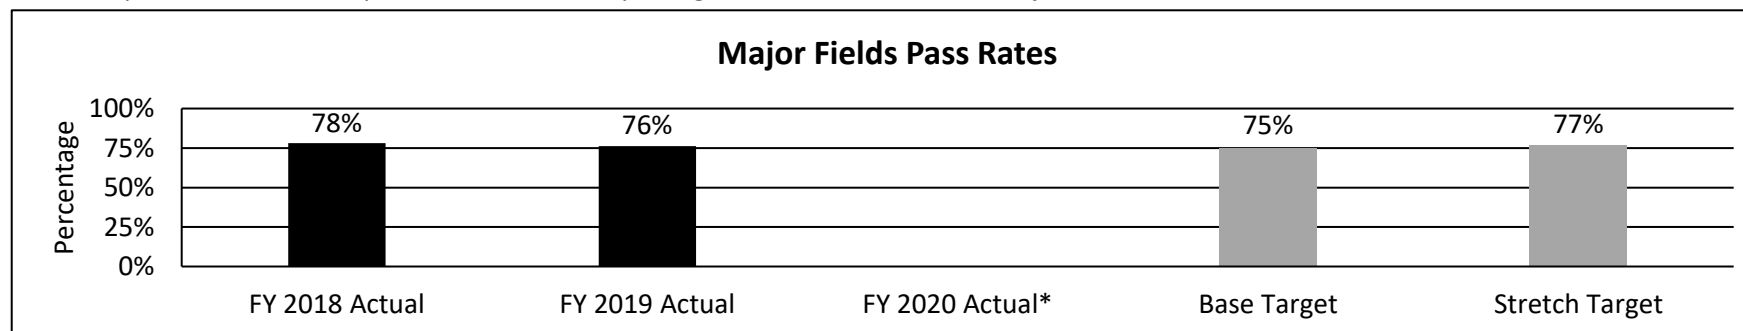 Major Fields Pass Rates
Percentage
100%
75%
50%
25%
0%
78%
76%
75%
77%
FY 2018 Actual
FY 2019 Actual
FY 2020 Actual*
Base Target
Stretch Target